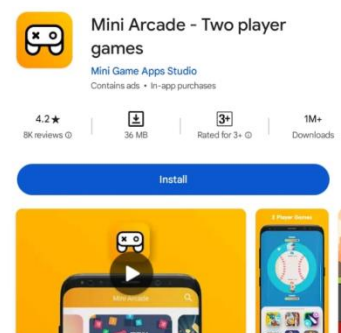 Mini Arcade - Two player
games
Mini Game Apps Studio
Contains ads • In-app purchases
4.2★
8K reviews
36 MB
3+
Rated for 3+
1M+
Downloads
Install
2 Player Games
Mini Arcade